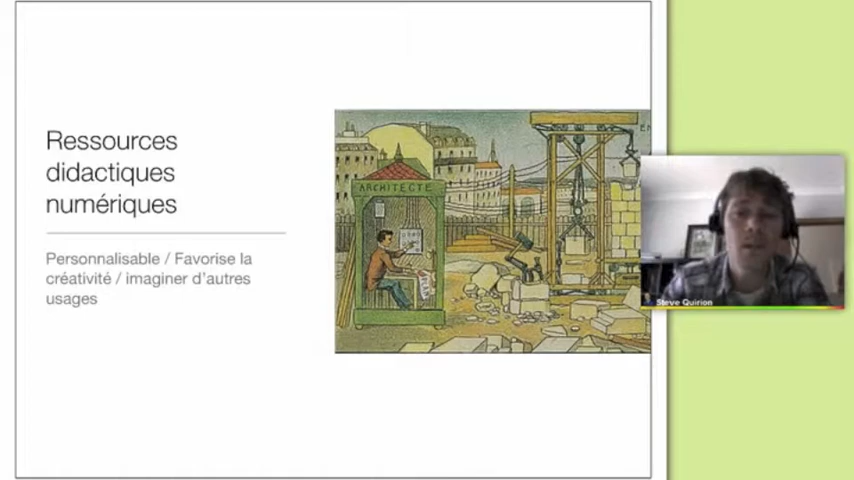 Ressources
didactiques
numériques
Personnalisable / Favorise la
créativité / imaginer d'autres
usages
ARCHITECTE
Steve Quirion